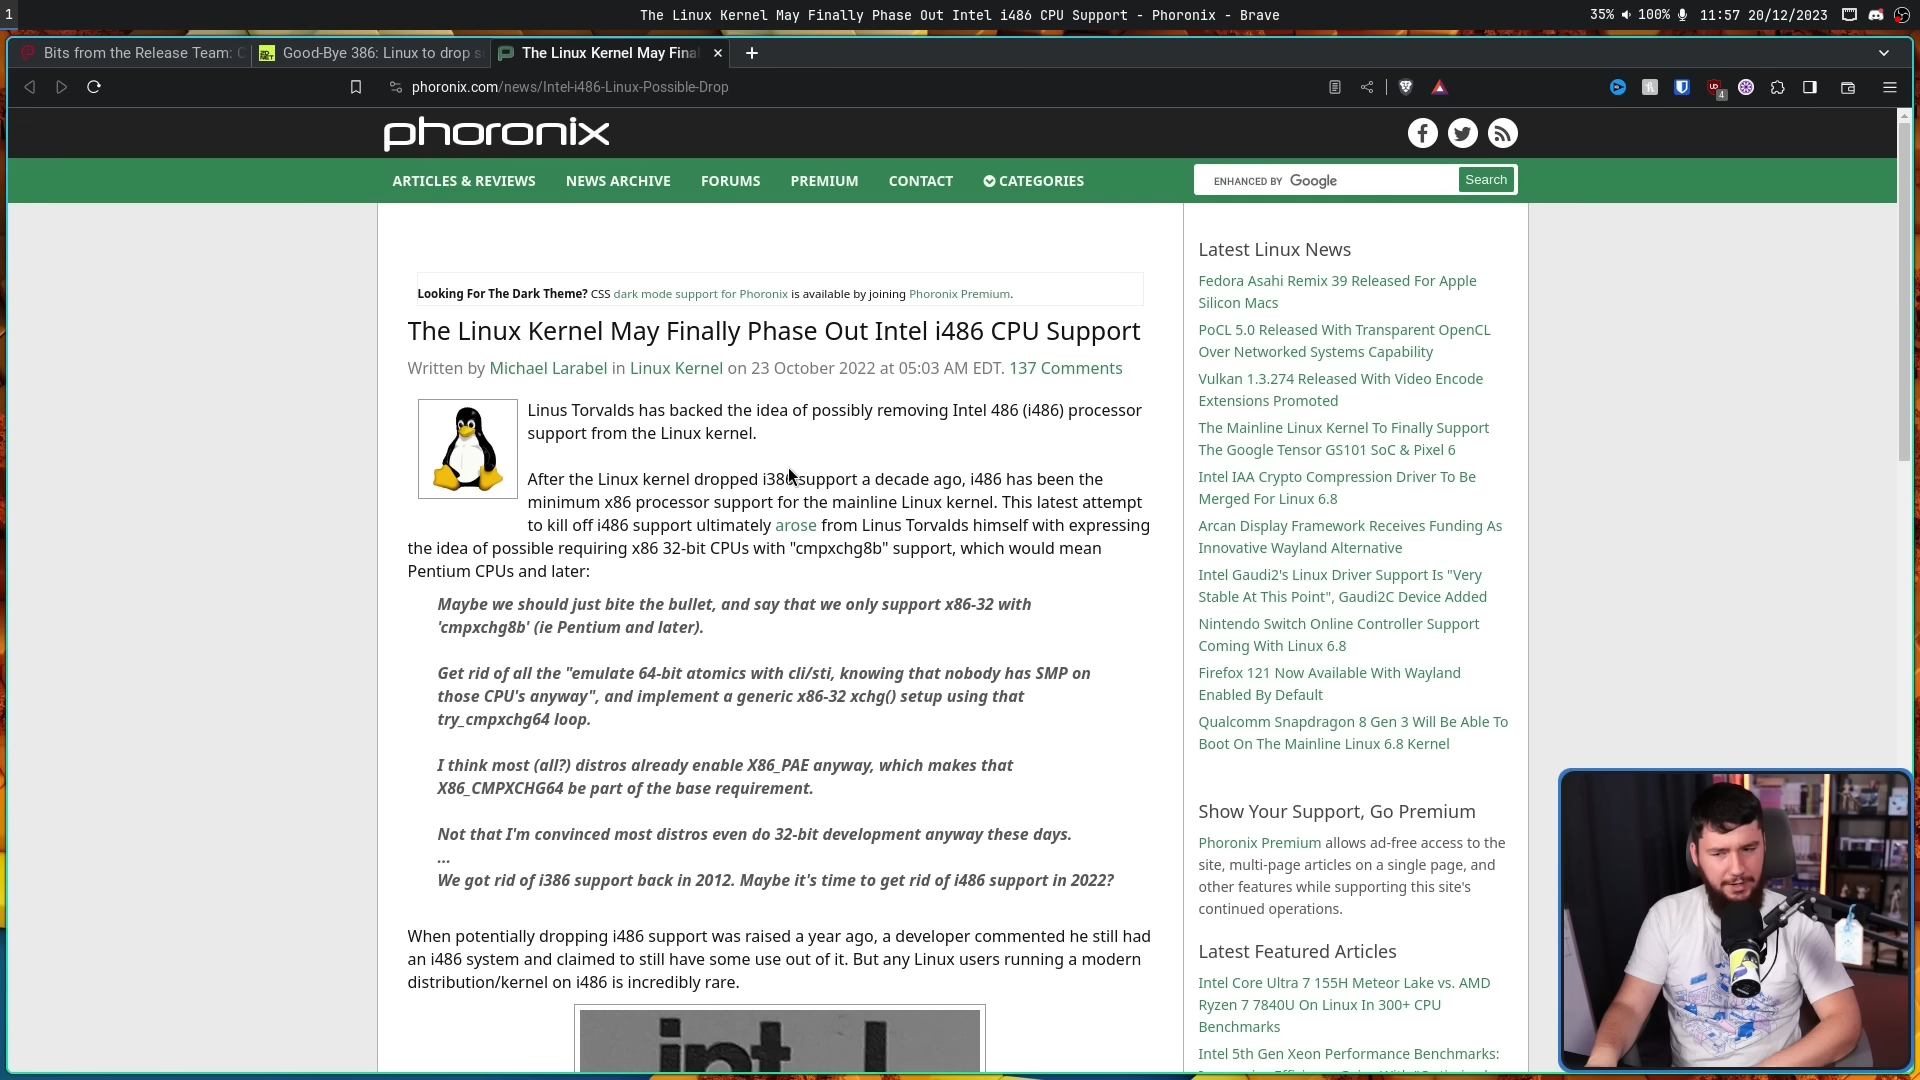 1
The Linux Kernel May Finally Phase Out Intel i486 CPU Support - Phoronix - Brave
35% 100% 11:57 20/12/2023
Bits from the Release Team: C
Good-Bye 386: Linux to drop s
The Linux Kernel May Final
phoronix.com/news/Intel-i486-Linux-Possible-Drop
4
phoronix
ARTICLES & REVIEWS NEWS ARCHIVE FORUMS PREMIUM CONTACT CATEGORIES
ENHANCED BY Google
Search
Looking For The Dark Theme? CSS dark mode support for Phoronix is available by joining Phoronix Premium.
The Linux Kernel May Finally Phase Out Intel i486 CPU Support
Written by Michael Larabel in Linux Kernel on 23 October 2022 at 05:03 AM EDT. 137 Comments
Linus Torvalds has backed the idea of possibly removing Intel 486 (i486) processor
support from the Linux kernel.
After the Linux kernel dropped i386 support a decade ago, i486 has been the
minimum x86 processor support for the mainline Linux kernel. This latest attempt
to kill off i486 support ultimately arose from Linus Torvalds himself with expressing
the idea of possible requiring x86 32-bit CPUs with "cmpxchg8b" support, which would mean
Pentium CPUs and later:
Maybe we should just bite the bullet, and say that we only support x86-32 with
'cmpxchg8b' (ie Pentium and later).
Get rid of all the "emulate 64-bit atomics with cli/sti, knowing that nobody has SMP on
those CPU's anyway", and implement a generic x86-32 xchg() setup using that
try_cmpxchg64 loop.
I think most (all?) distros already enable X86_PAE anyway, which makes that
X86_CMPXCHG64 be part of the base requirement.
Not that I'm convinced most distros even do 32-bit development anyway these days.
...
We got rid of i386 support back in 2012. Maybe it's time to get rid of i486 support in 2022?
When potentially dropping i486 support was raised a year ago, a developer commented he still had
an i486 system and claimed to still have some use out of it. But any Linux users running a modern
distribution/kernel on i486 is incredibly rare.
intel
Latest Linux News
Fedora Asahi Remix 39 Released For Apple
Silicon Macs
PoCL 5.0 Released With Transparent OpenCL
Over Networked Systems Capability
Vulkan 1.3.274 Released With Video Encode
Extensions Promoted
The Mainline Linux Kernel To Finally Support
The Google Tensor GS101 SoC & Pixel 6
Intel IAA Crypto Compression Driver To Be
Merged For Linux 6.8
Arcan Display Framework Receives Funding As
Innovative Wayland Alternative
Intel Gaudi2's Linux Driver Support Is "Very
Stable At This Point", Gaudi2C Device Added
Nintendo Switch Online Controller Support
Coming With Linux 6.8
Firefox 121 Now Available With Wayland
Enabled By Default
Qualcomm Snapdragon 8 Gen 3 Will Be Able To
Boot On The Mainline Linux 6.8 Kernel
Show Your Support, Go Premium
Phoronix Premium allows ad-free access to the
site, multi-page articles on a single page, and
other features while supporting this site's
continued operations.
Latest Featured Articles
Intel Core Ultra 7 155H Meteor Lake vs. AMD
Ryzen 7 7840U On Linux In 300+ CPU
Benchmarks
Intel 5th Gen Xeon Performance Benchmarks: